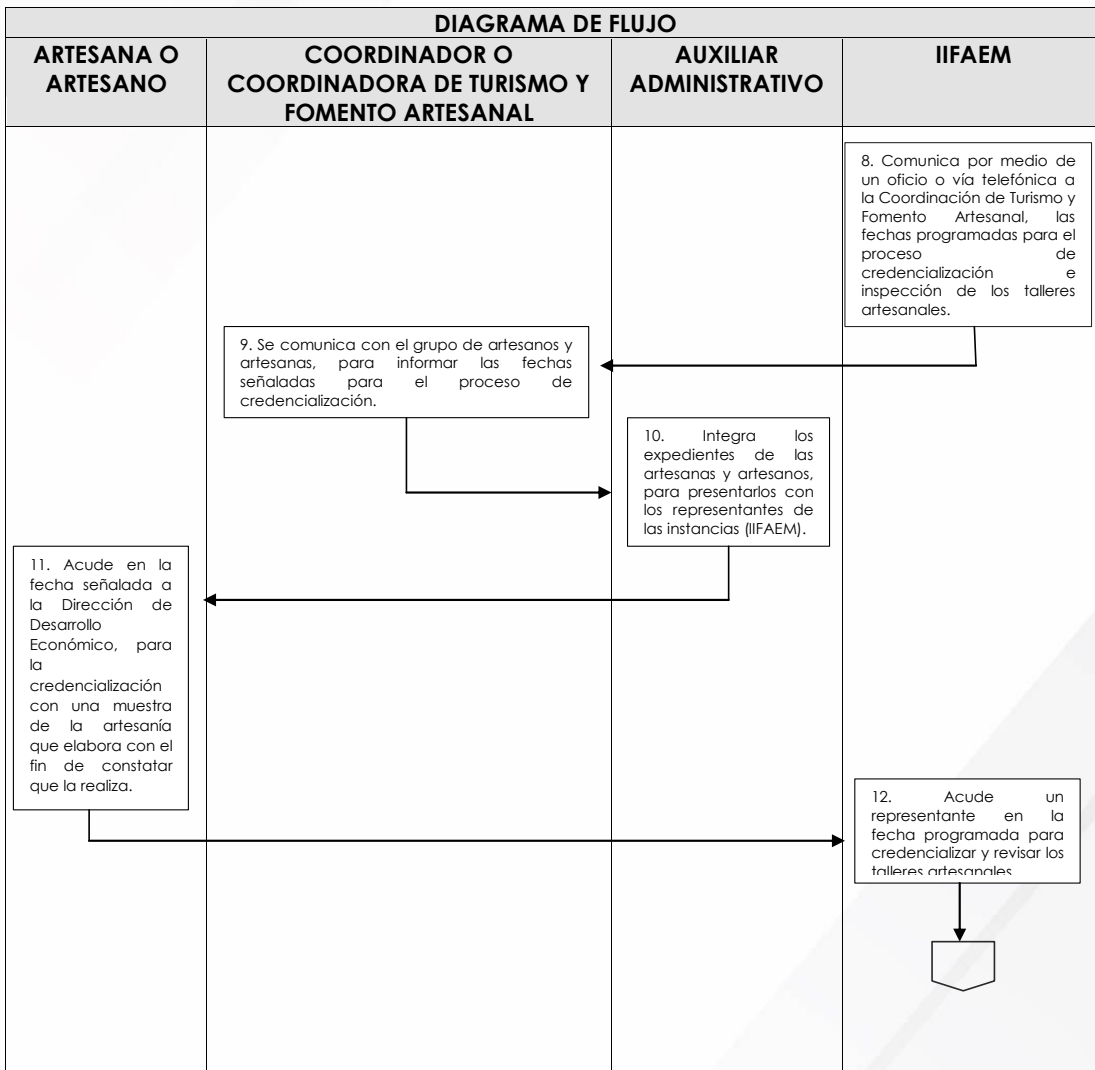 DIAGRAMA DE FLUJO
ARTESANA O
ARTESANO
COORDINADOR O
COORDINADORA DE TURISMO Y
FOMENTO ARTESANAL
AUXILIAR
ADMINISTRATIVO
IIFAEM
8. Comunica por medio de
un oficio o vía telefónica a
la Coordinación de Turismo y
Fomento Artesanal, las
fechas programadas para el
proceso de
credencialización e
inspección de los talleres
artesanales.
9. Se comunica con el grupo de artesanos y
artesanas, para informar las fechas
señaladas para el proceso de
credencialización.
10. Integra los
expedientes de las
artesanas y artesanos,
para presentarlos con
los representantes de
las instancias (IIFAEM).
11. Acude en la
fecha señalada a
la Dirección de
Desarrollo
Económico, para
la
credencialización
con una muestra
de la artesanía
que elabora con el
fin de constatar
que la realiza.
12. Acude un
representante en la
fecha programada para
credencializar y revisar los
talleres artesanales